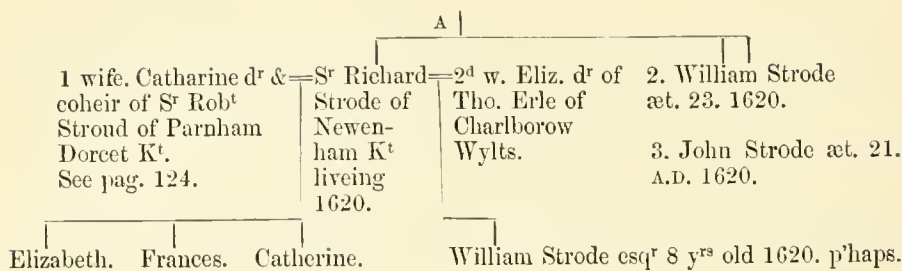 A
1 wife. Catharine dʳ & coheir of Sʳ Robᵗ Stroud of Parnham Dorcet Kᵗ. See pag. 124.
Sʳ Richard Strode of Newen-ham Kᵗ liveing 1620.
2ᵈ w. Eliz. dʳ of Tho. Erle of Charlborow Wylts.
2. William Strode æt. 23. 1620.
3. John Strode æt. 21. A.D. 1620.
Elizabeth. Frances. Catherine. William Strode esqʳ 8 yʳˢ old 1620. p'haps.